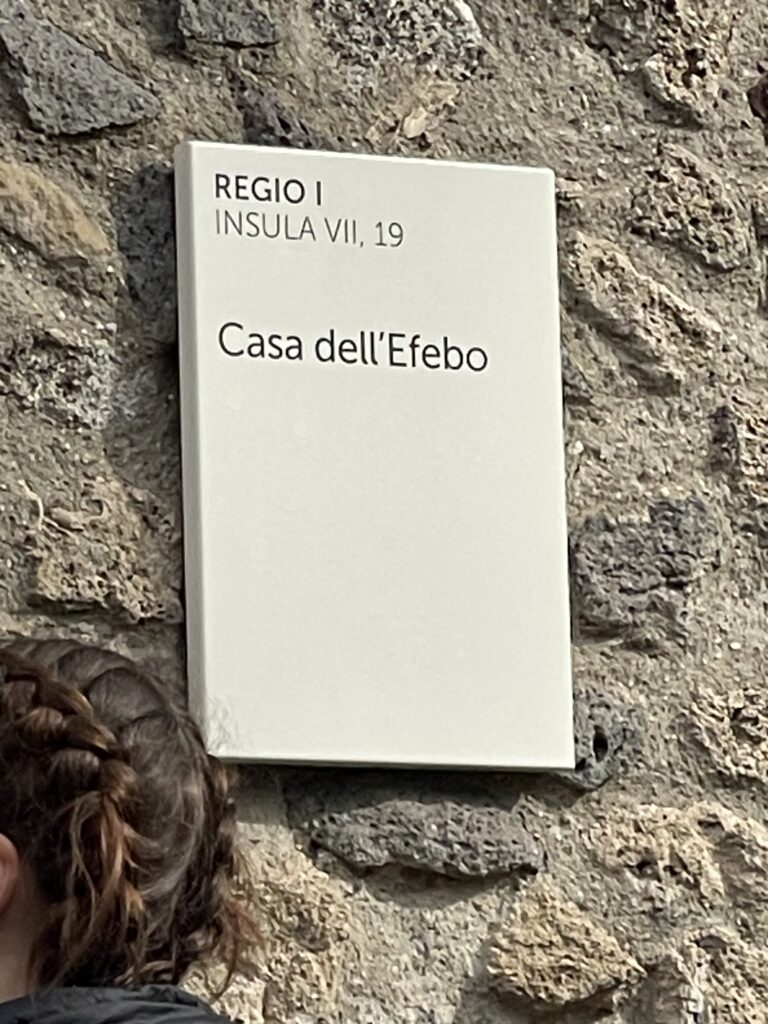 REGIO I
INSULA VII, 19
Casa dell'Efebo